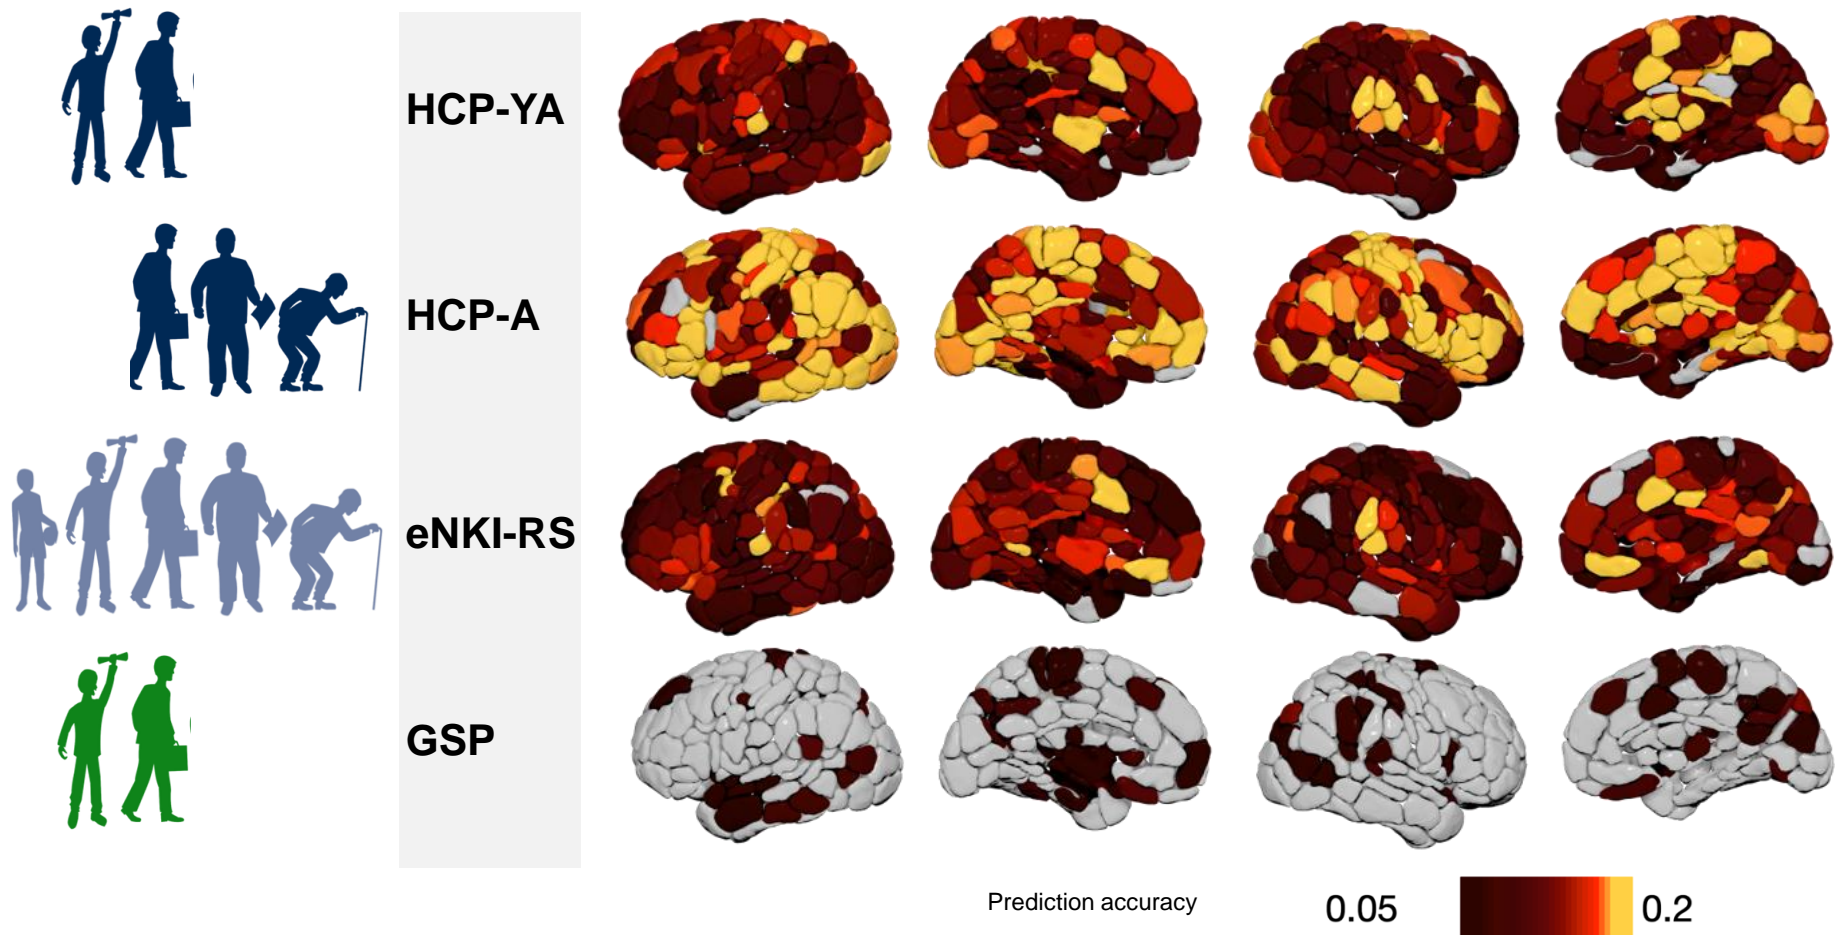 HCP-YA
HCP-A
eNKI-RS
GSP
Prediction accuracy 0.05 0.2